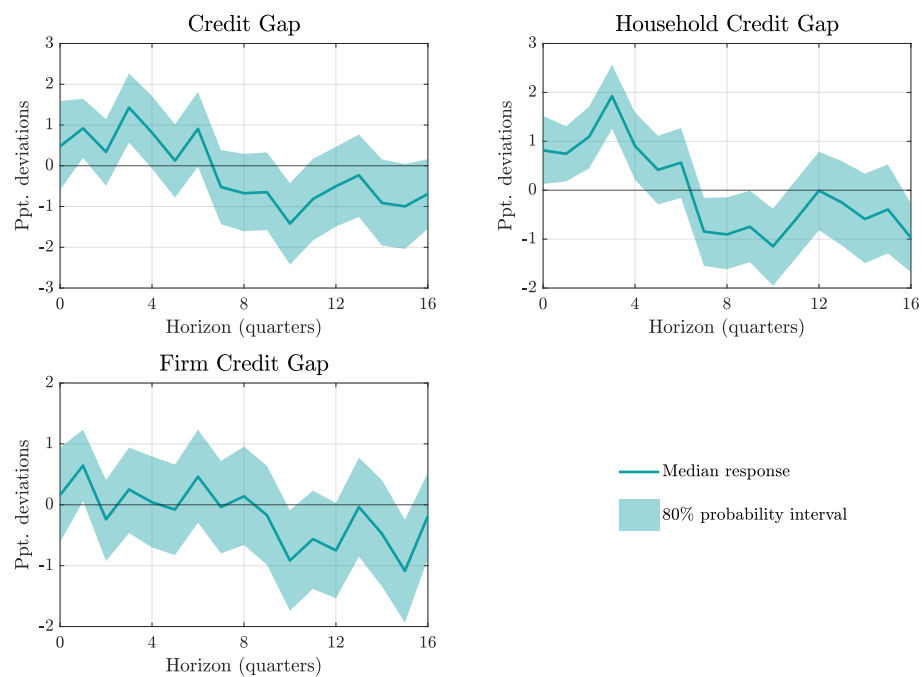 Credit Gap
3
2
1
0
-1
-2
-3
Ppt. deviations
0 4 8 12 16
Horizon (quarters)
Household Credit Gap
3
2
1
0
-1
-2
Ppt. deviations
0 4 8 12 16
Horizon (quarters)
Firm Credit Gap
2
1
0
-1
-2
Ppt. deviations
0 4 8 12 16
Horizon (quarters)
Median response
80% probability interval